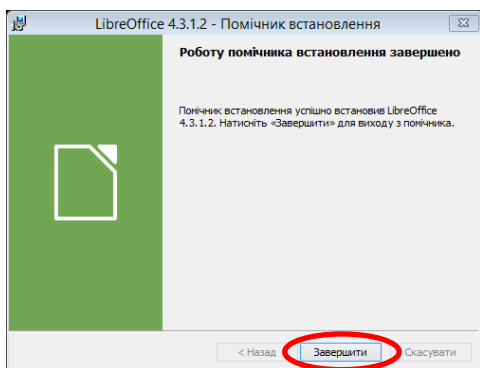 LibreOffice 4.3.1.2 - Помічник встановлення
Роботу помічника встановлення завершено
Помічник встановлення успішно встановив LibreOffice
4.3.1.2. Натисніть «Завершити» для виходу з помічника.
< Назад Завершити Скасувати